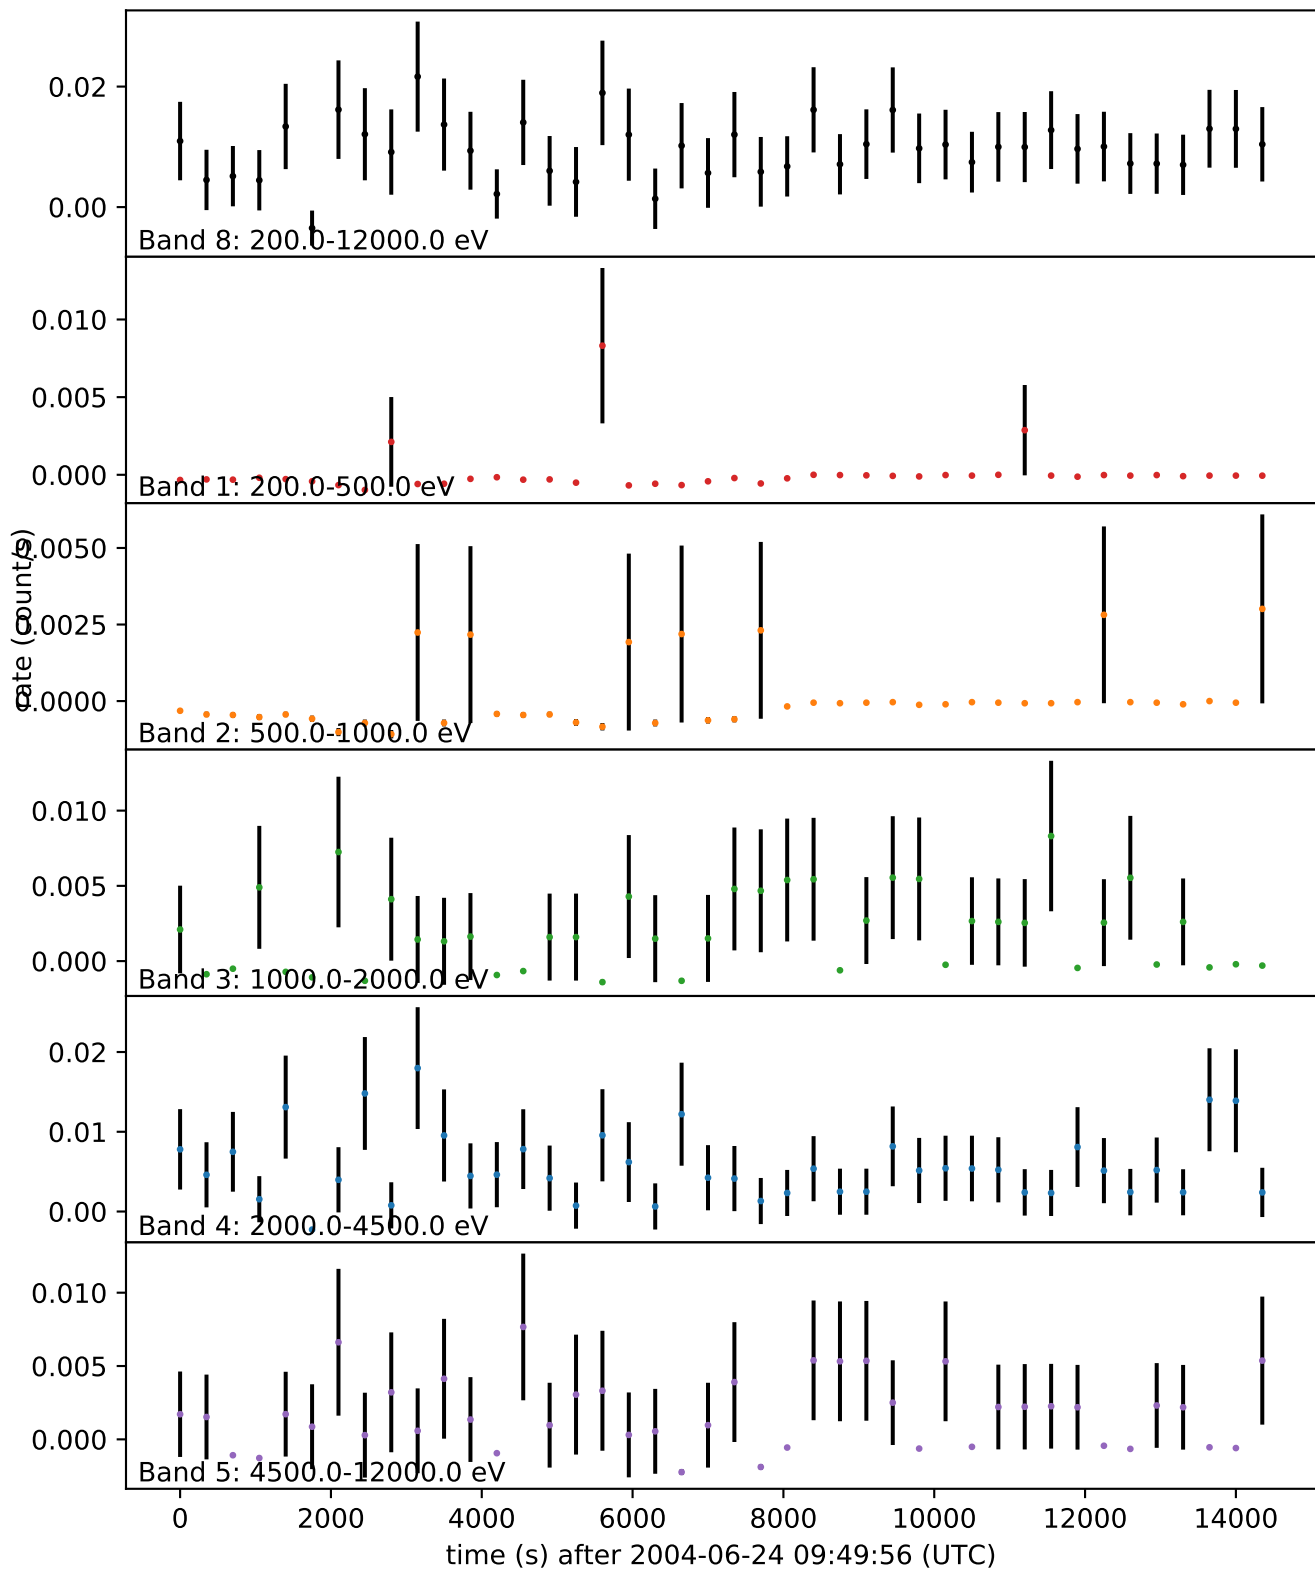 0.02
0.00
Band 8: 200.0-12000.0 eV
0.010
0.005
0.000
Band 1: 200.0-500.0 eV
rate (count/s)
0.0050
0.0025
0.0000
Band 2: 500.0-1000.0 eV
0.010
0.005
0.000
Band 3: 1000.0-2000.0 eV
0.02
0.01
0.00
Band 4: 2000.0-4500.0 eV
0.010
0.005
0.000
Band 5: 4500.0-12000.0 eV
0 2000 4000 6000 8000 10000 12000 14000
time (s) after 2004-06-24 09:49:56 (UTC)